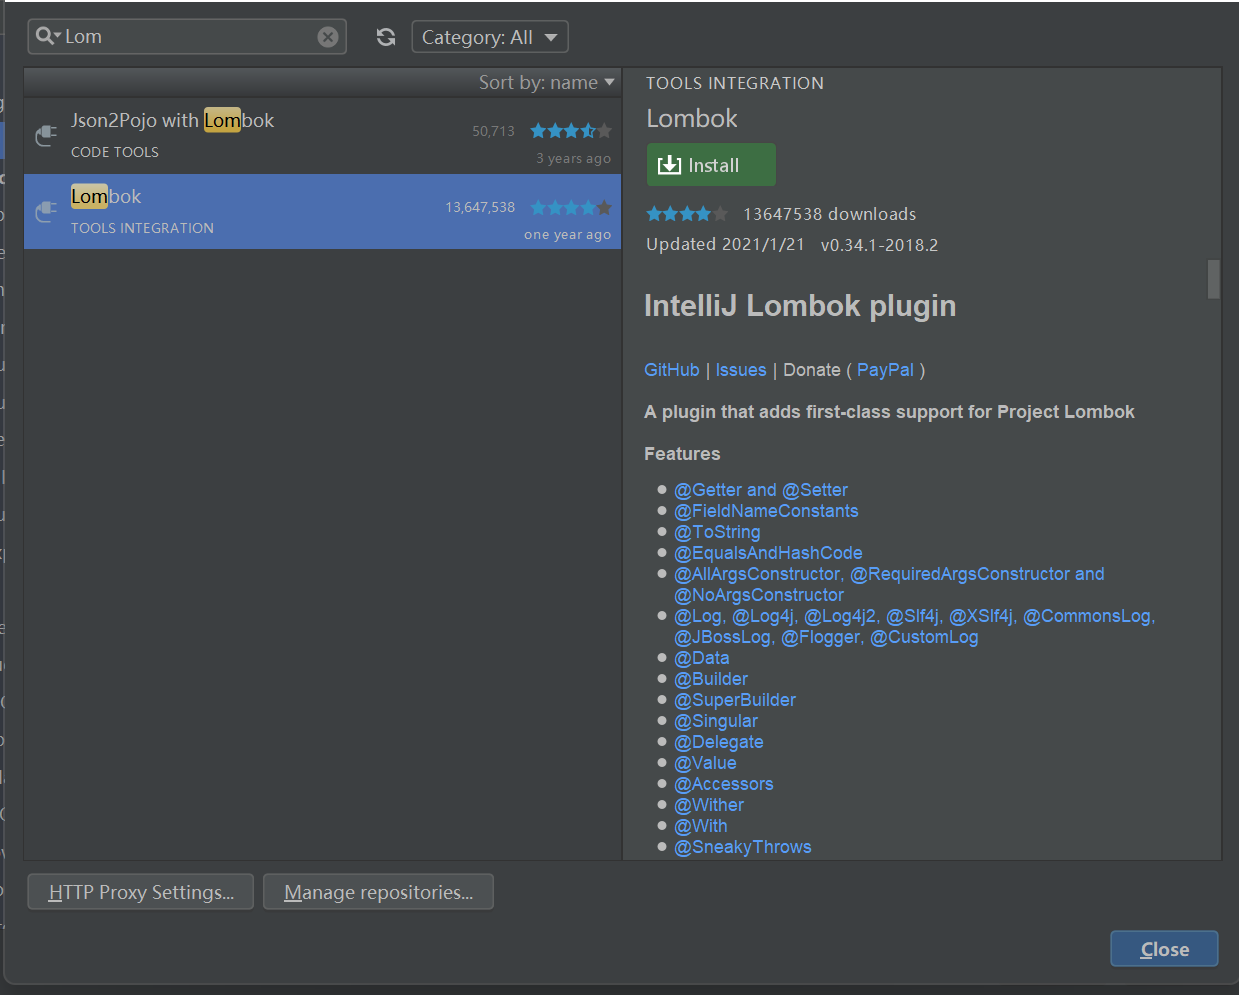 Lom
Category: All
Sort by: name
Json2Pojo with Lombok
50,713
CODE TOOLS
3 years ago
Lombok
13,647,538
TOOLS INTEGRATION
one year ago
TOOLS INTEGRATION
Lombok
Install
13647538 downloads
Updated 2021/1/21 v0.34.1-2018.2
IntelliJ Lombok plugin
GitHub | Issues | Donate ( PayPal )
A plugin that adds first-class support for Project Lombok
Features
@Getter and @Setter
@FieldNameConstants
@ToString
@EqualsAndHashCode
@AllArgsConstructor, @RequiredArgsConstructor and
@NoArgsConstructor
@Log, @Log4j, @Log4j2, @Slf4j, @XSlf4j, @CommonsLog,
@JBossLog, @Flogger, @CustomLog
@Data
@Builder
@SuperBuilder
@Singular
@Delegate
@Value
@Accessors
@Wither
@With
@SneakyThrows
HTTP Proxy Settings...
Manage repositories...
Close